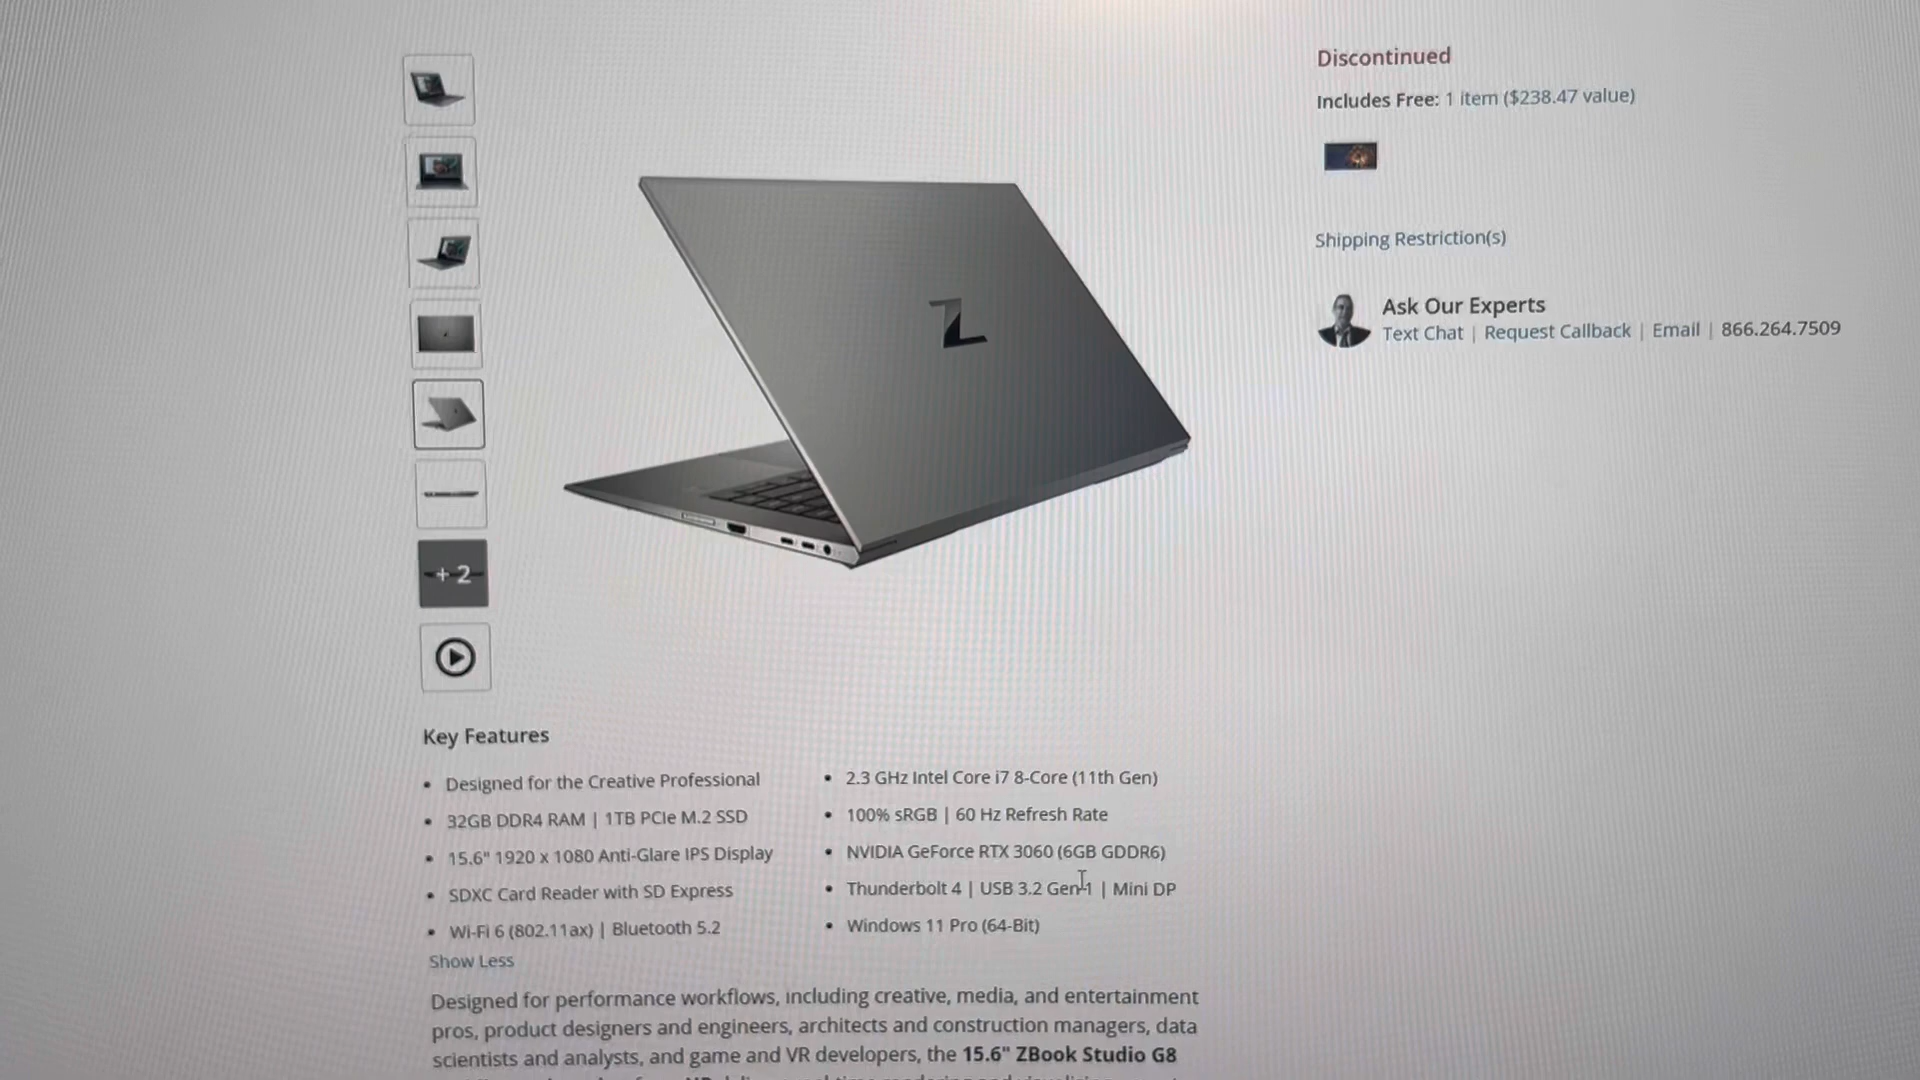 Discontinued
Includes Free: 1 item ($238.47 value)
Shipping Restriction(s)
Ask Our Experts
Text Chat | Request Callback | Email | 866.264.7509
Z
+ 2
Key Features
• Designed for the Creative Professional
• 32GB DDR4 RAM | 1TB PCIe M.2 SSD
• 15.6" 1920 x 1080 Anti-Glare IPS Display
• SDXC Card Reader with SD Express
• Wi-Fi 6 (802.11ax) | Bluetooth 5.2
• 2.3 GHz Intel Core i7 8-Core (11th Gen)
• 100% sRGB | 60 Hz Refresh Rate
• NVIDIA GeForce RTX 3060 (6GB GDDR6)
• Thunderbolt 4 | USB 3.2 Gen 1 | Mini DP
• Windows 11 Pro (64-Bit)
Show Less
Designed for performance workflows, including creative, media, and entertainment
pros, product designers and engineers, architects and construction managers, data
scientists and analysts, and game and VR developers, the 15.6" ZBook Studio G8